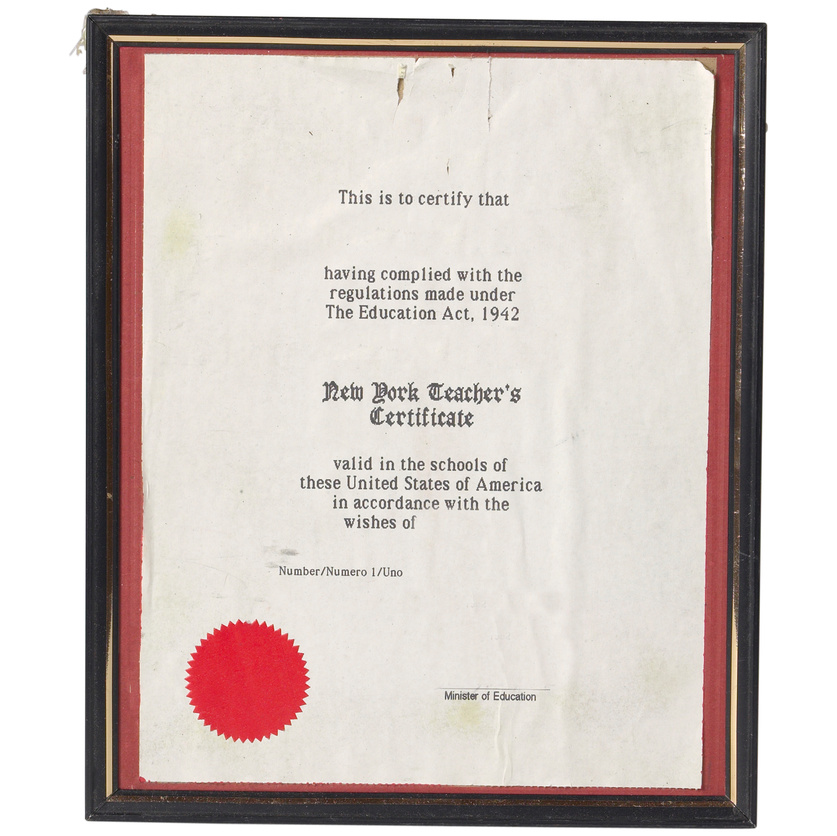 This is to certify that
having complied with the
regulations made under
The Education Act, 1942
New York Teacher's
Certificate
valid in the schools of
these United States of America
in accordance with the
wishes of
Number/Numero 1/Uno
Minister of Education